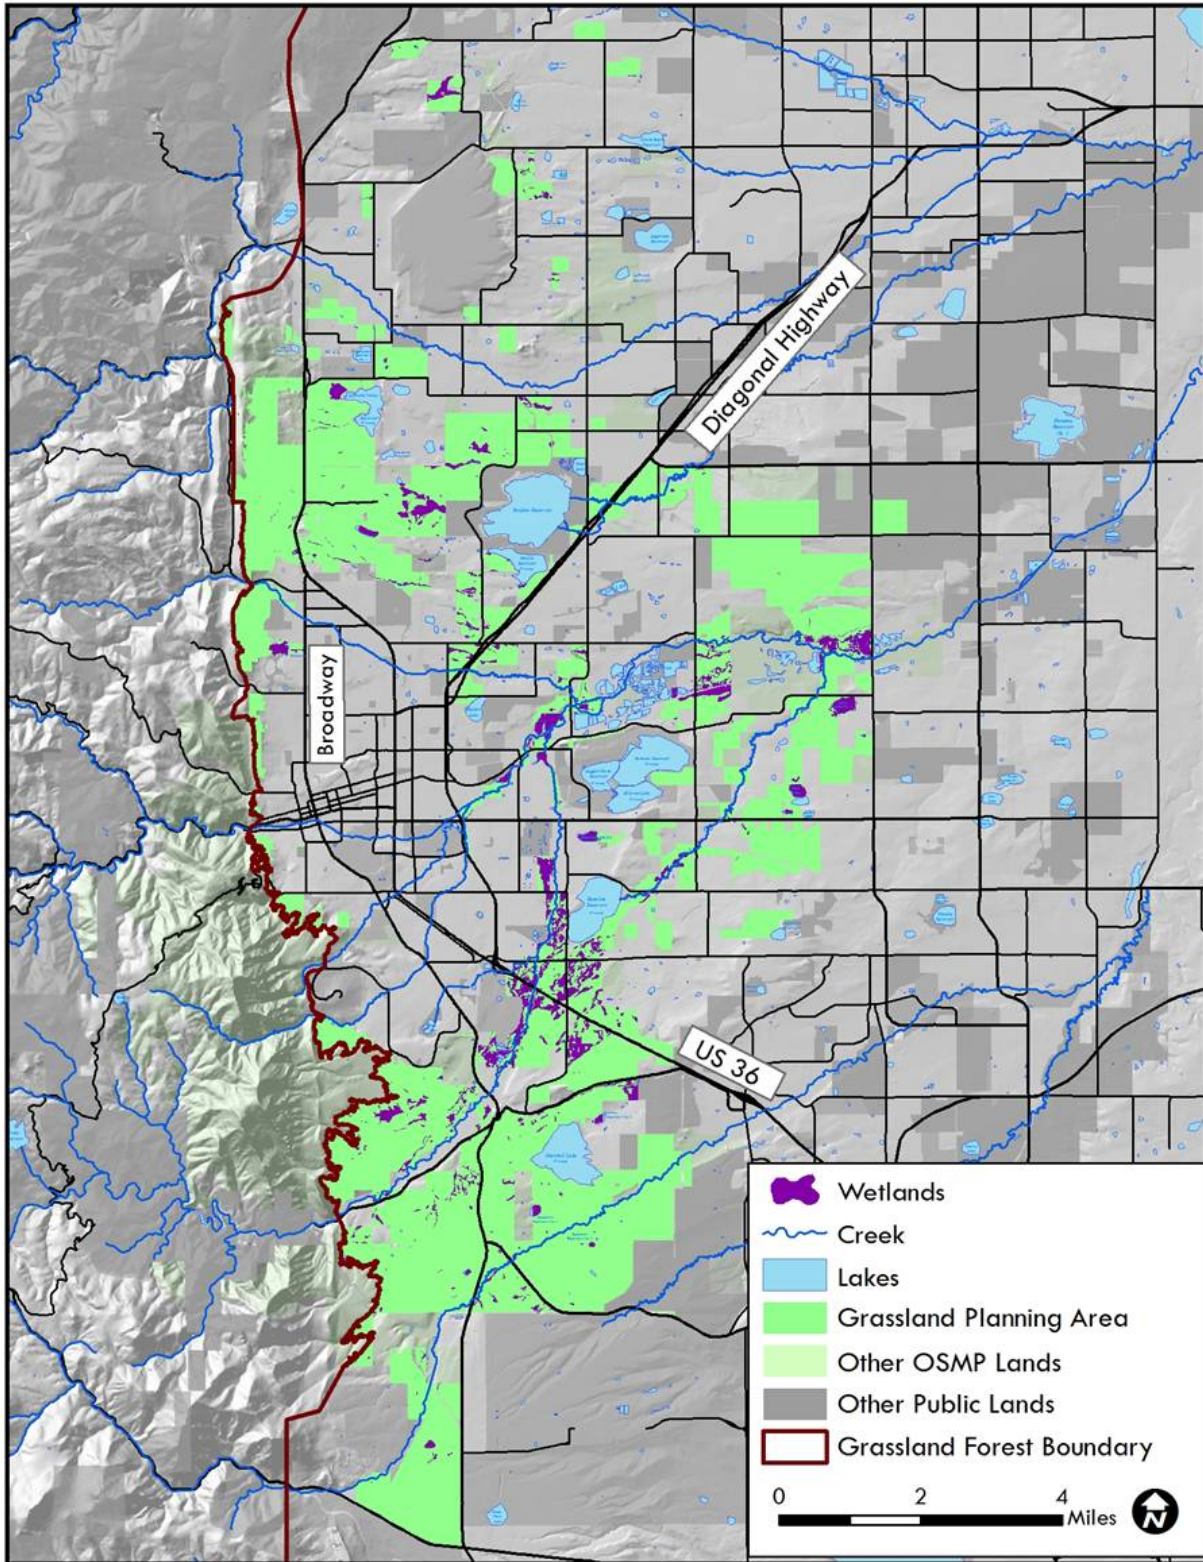 Diagonal Highway
Broadway
US 36
Wetlands
Creek
Lakes
Grassland Planning Area
Other OSMP Lands
Other Public Lands
Grassland Forest Boundary
0 2 4
Miles
N